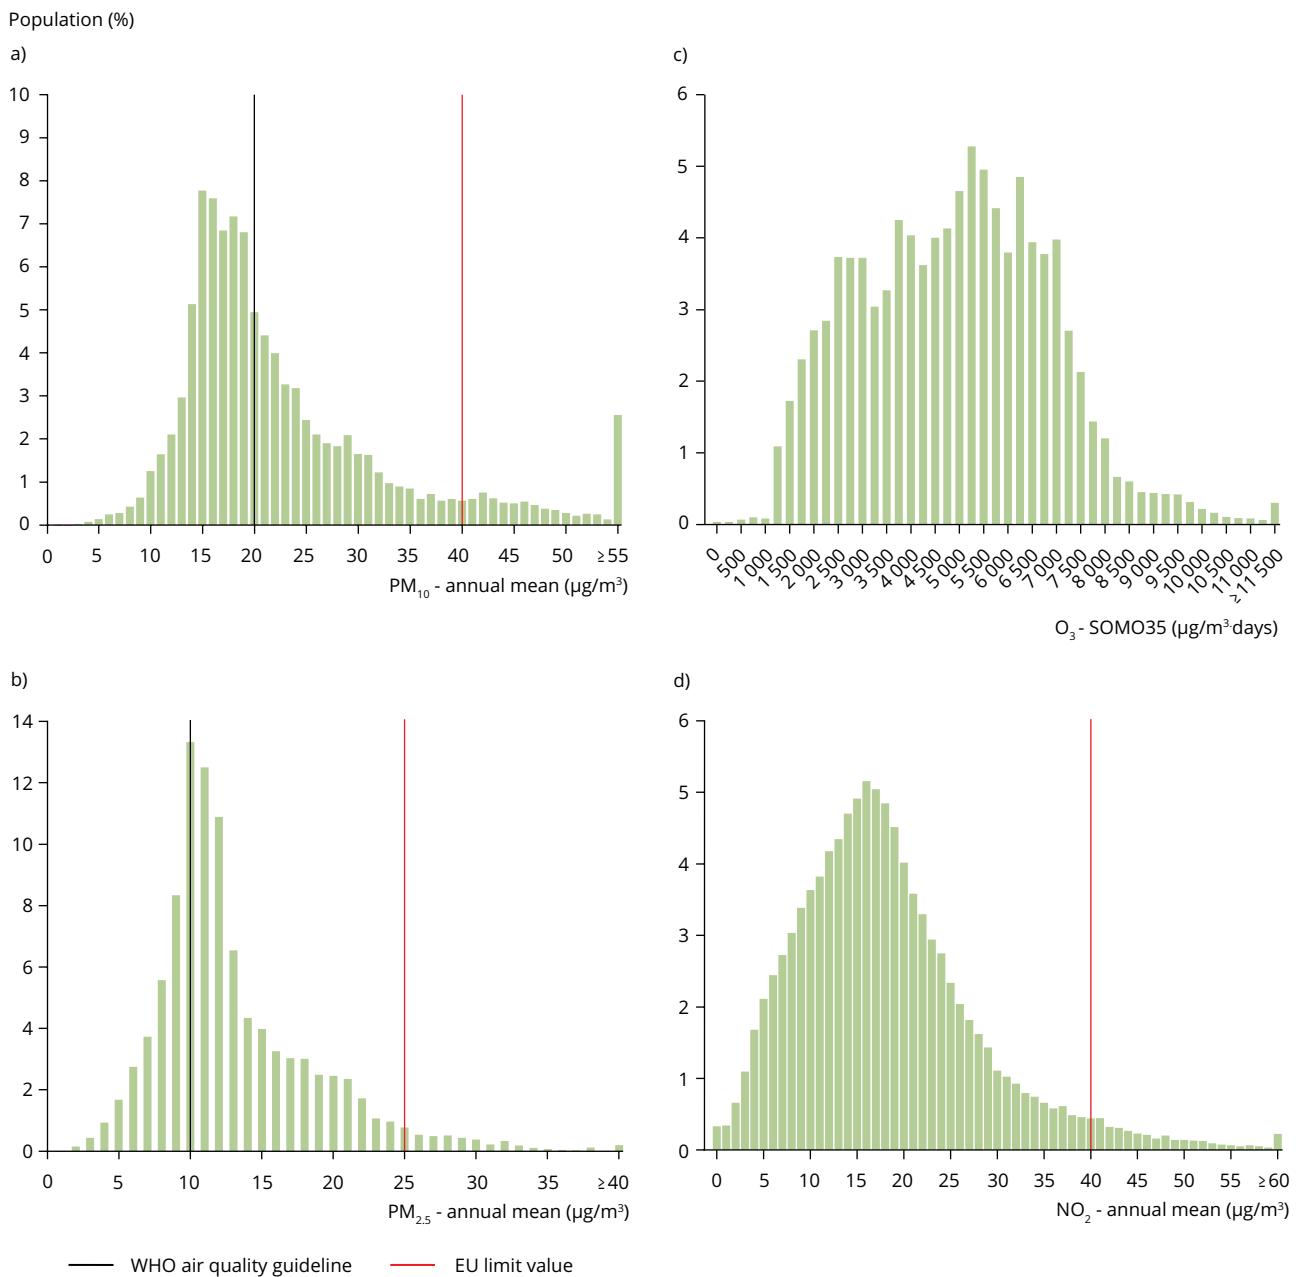 Population (%)
a)
10
9
8
7
6
5
4
3
2
1
0
0 5 10 15 20 25 30 35 40 45 50 ≥55
PM10 - annual mean (µg/m³)
c)
6
5
4
3
2
1
0
0 500 1 000 1 500 2 000 2 500 3 000 3 500 4 000 4 500 5 000 5 500 6 000 6 500 7 000 7 500 8 000 8 500 9 000 9 500 10 000 10 500 11 000 ≥11 500
O3 - SOMO35 (µg/m³·days)
b)
14
12
10
8
6
4
2
0
0 5 10 15 20 25 30 35 ≥40
PM2.5 - annual mean (µg/m³)
d)
6
5
4
3
2
1
0
0 5 10 15 20 25 30 35 40 45 50 55 ≥60
NO2 - annual mean (µg/m³)
WHO air quality guideline EU limit value